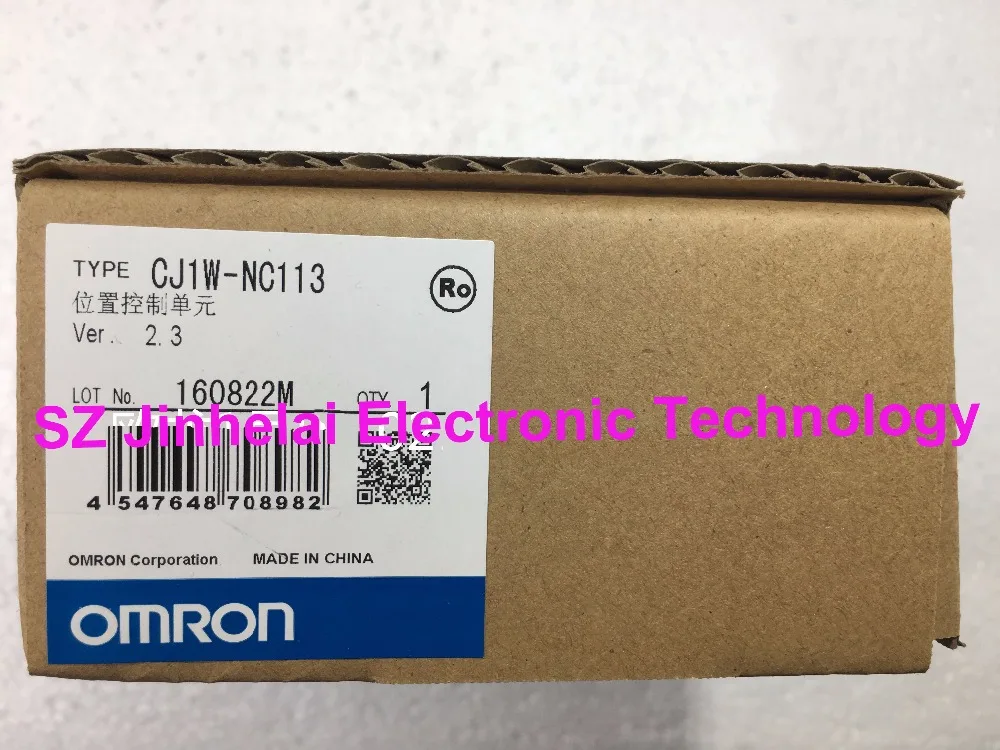 TYPE CJ1W-NC113
Ro
位置控制单元
Ver. 2.3
LOT No. 160822M QTY 1
SZ Jinhelai Electronic Technology
4 547648 708982
OMRON Corporation MADE IN CHINA
OMRON